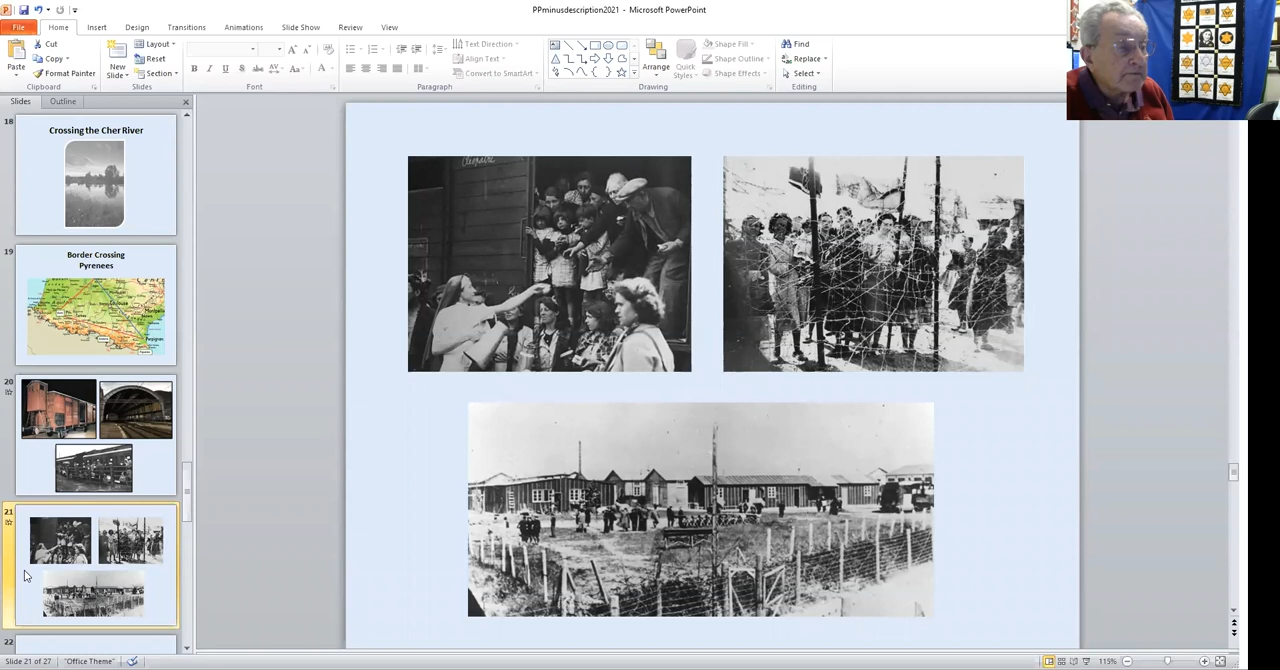 PPminusdescription2021 - Microsoft PowerPoint
File Home Insert Design Transitions Animations Slide Show Review View
Paste
Cut
Copy
Format Painter
Clipboard
New
Slide
Layout
Reset
Section
Slides
Font
Paragraph
Text Direction
Align Text
Convert to SmartArt
Arrange
Quick
Styles
Shape Fill
Shape Outline
Shape Effects
Drawing
Find
Replace
Select
Editing
Slides Outline
18
Crossing the Cher River
19
Border Crossing
Pyrenees
20
21
22
Slide 21 of 27 "Office Theme" 115%